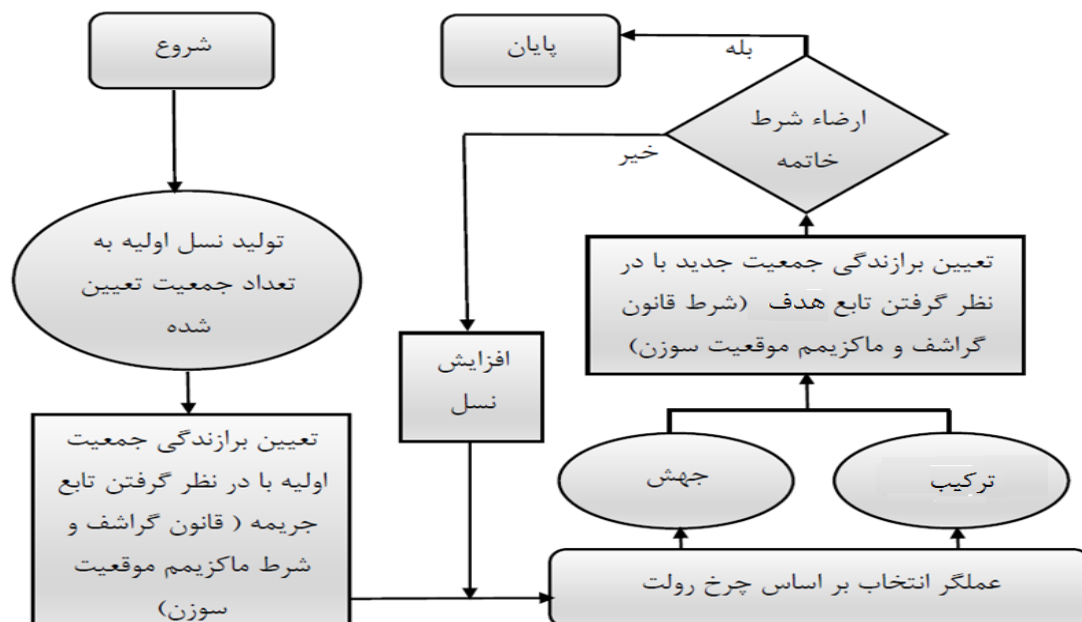 شروع
تولید نسل اولیه به
تعداد جمعیت تعیین
شده
تعیین برازندگی جمعیت
اولیه با در نظر گرفتن تابع
جریمه ( قانون گراشف و
شرط ماکزیمم موقعیت
سوزن)
عملگر انتخاب بر اساس چرخ رولت
ترکیب
جهش
تعیین برازندگی جمعیت جدید با در
نظر گرفتن تابع هدف (شرط قانون
گراشف و ماکزیمم موقعیت سوزن)
ارضاء شرط
خاتمه
بله
پایان
خیر
افزایش
نسل